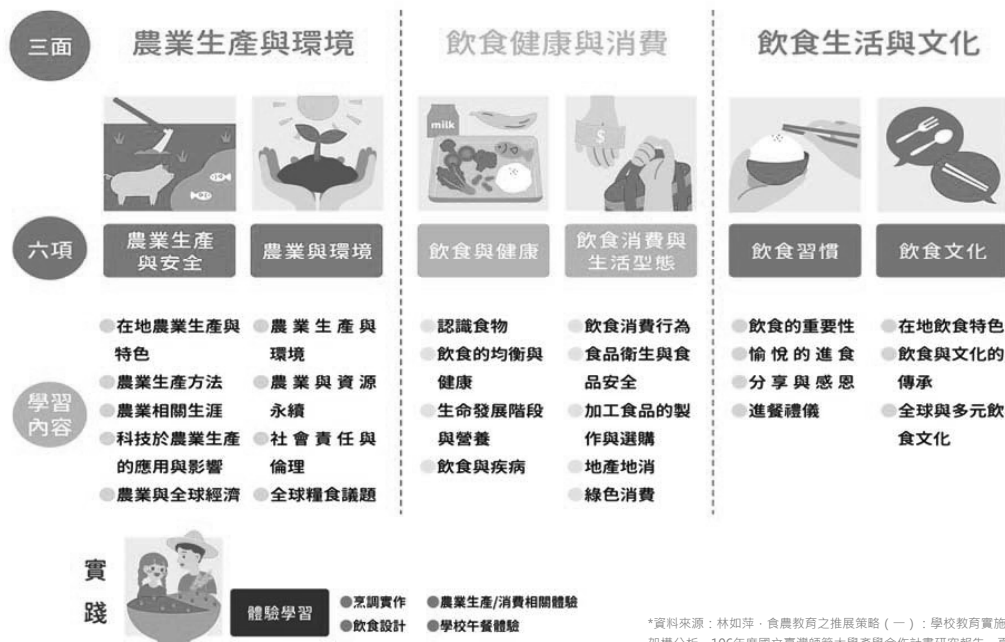 三面
農業生產與環境
飲食健康與消費
飲食生活與文化
milk
$
六項
農業生產
與安全
農業與環境
飲食與健康
飲食消費與
生活型態
飲食習慣
飲食文化
學習
內容
在地農業生產與
特色
農業生產方法
農業相關生涯
科技於農業生產
的應用與影響
農業與全球經濟
農業生產與
環境
農業與資源
永續
社會責任與
倫理
全球糧食議題
認識食物
飲食的均衡與
健康
生命發展階段
與營養
飲食與疾病
飲食消費行為
食品衛生與食
品安全
加工食品的製
作與選購
地產地消
綠色消費
飲食的重要性
愉悅的進食
分享與感恩
進餐禮儀
在地飲食特色
飲食與文化的
傳承
全球與多元飲
食文化
實
踐
體驗學習
烹調實作
飲食設計
農業生產/消費相關體驗
學校午餐體驗
*資料來源：林如萍．食農教育之推展策略（一）：學校教育實施